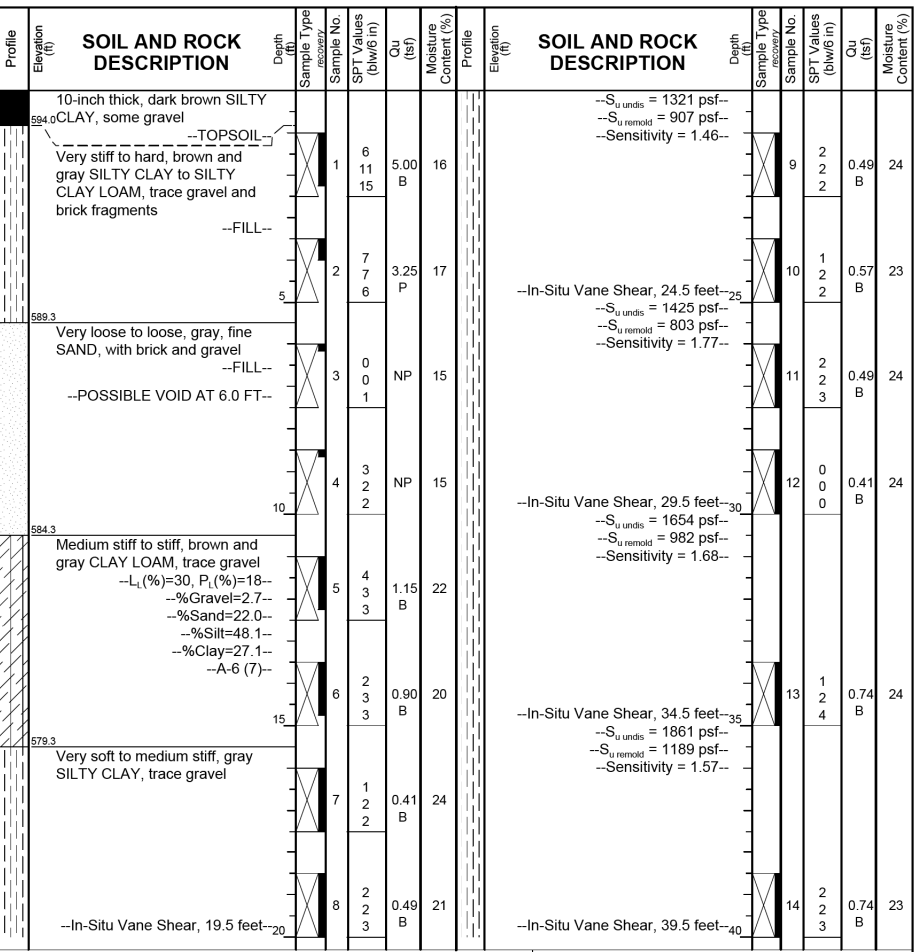 Profile
Elevation
(ft)
SOIL AND ROCK
DESCRIPTION
Depth
(ft)
Sample Type
recovery
Sample No.
SPT Values
(blw/6 in)
Qu
(tsf)
Moisture
Content (%)
10-inch thick, dark brown SILTY
594.0 CLAY, some gravel
--TOPSOIL--
Very stiff to hard, brown and
gray SILTY CLAY to SILTY
CLAY LOAM, trace gravel and
brick fragments
--FILL--
1
6
11
15
5.00
B
16
2
7
7
6
3.25
P
17
5
589.3
Very loose to loose, gray, fine
SAND, with brick and gravel
--FILL--
--POSSIBLE VOID AT 6.0 FT--
3
0
0
1
NP
15
4
3
2
2
NP
15
10
584.3
Medium stiff to stiff, brown and
gray CLAY LOAM, trace gravel
--LL(%)=30, PL(%)=18--
--%Gravel=2.7--
--%Sand=22.0--
--%Silt=48.1--
--%Clay=27.1--
--A-6 (7)--
5
4
3
3
1.15
B
22
6
2
3
3
0.90
B
20
15
579.3
Very soft to medium stiff, gray
SILTY CLAY, trace gravel
7
1
2
2
0.41
B
24
8
2
2
3
0.49
B
21
--In-Situ Vane Shear, 19.5 feet--20
Profile
Elevation
(ft)
SOIL AND ROCK
DESCRIPTION
Depth
(ft)
Sample Type
recovery
Sample No.
SPT Values
(blw/6 in)
Qu
(tsf)
Moisture
Content (%)
--Su undis = 1321 psf--
--Su remold = 907 psf--
--Sensitivity = 1.46--
9
2
2
2
0.49
B
24
10
1
2
2
0.57
B
23
--In-Situ Vane Shear, 24.5 feet--25
--Su undis = 1425 psf--
--Su remold = 803 psf--
--Sensitivity = 1.77--
11
2
2
3
0.49
B
24
12
0
0
0
0.41
B
24
--In-Situ Vane Shear, 29.5 feet--30
--Su undis = 1654 psf--
--Su remold = 982 psf--
--Sensitivity = 1.68--
13
1
2
4
0.74
B
24
--In-Situ Vane Shear, 34.5 feet--35
--Su undis = 1861 psf--
--Su remold = 1189 psf--
--Sensitivity = 1.57--
14
2
2
3
0.74
B
23
--In-Situ Vane Shear, 39.5 feet--40